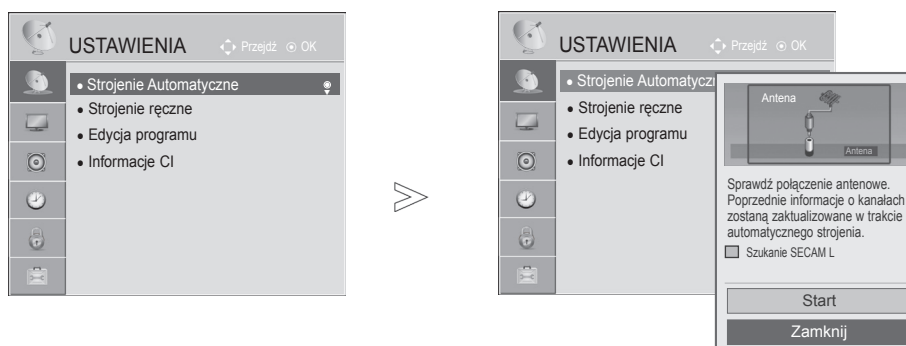 USTAWIENIA
Przejdź OK
• Strojenie Automatyczne
• Strojenie ręczne
• Edycja programu
• Informacje CI
>
USTAWIENIA
Przejdź OK
• Strojenie Automatyczn
• Strojenie ręczne
• Edycja programu
• Informacje CI
Antena
Antena
Sprawdź połączenie antenowe.
Poprzednie informacje o kanałach
zostaną zaktualizowane w trakcie
automatycznego strojenia.
Szukanie SECAM L
Start
Zamknij